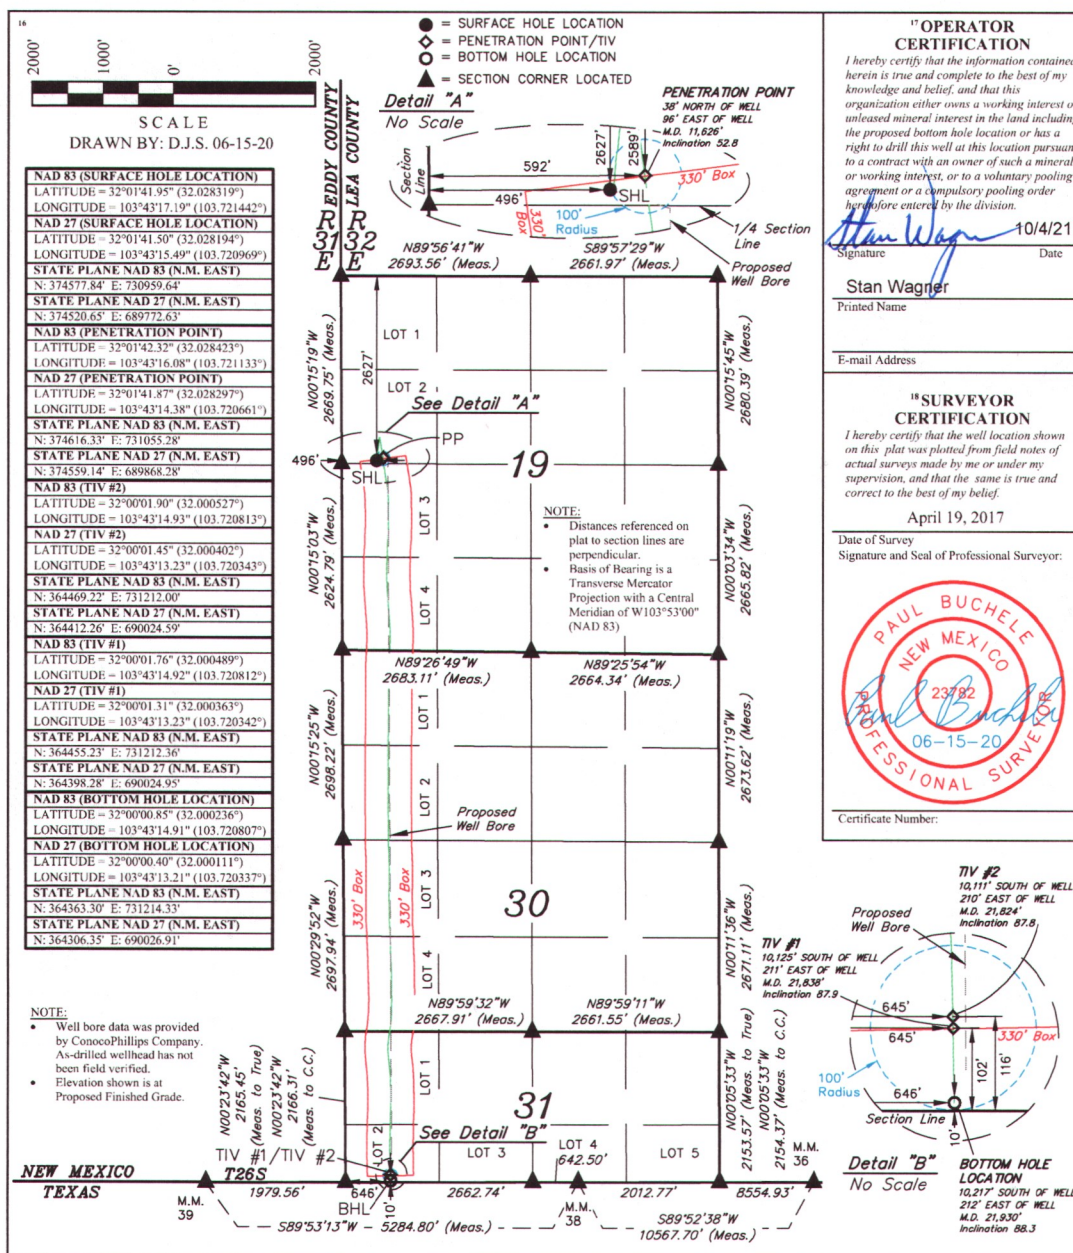 16
2000'
1000'
0'
2000'
SCALE
DRAWN BY: D.J.S. 06-15-20
● = SURFACE HOLE LOCATION
◇ = PENETRATION POINT/TIV
○ = BOTTOM HOLE LOCATION
▲ = SECTION CORNER LOCATED
NAD 83 (SURFACE HOLE LOCATION)
LATITUDE = 32°01'41.95" (32.028319°)
LONGITUDE = 103°43'17.19" (103.721442°)
NAD 27 (SURFACE HOLE LOCATION)
LATITUDE = 32°01'41.50" (32.028194°)
LONGITUDE = 103°43'15.49" (103.720969°)
STATE PLANE NAD 83 (N.M. EAST)
N: 374577.84' E: 730959.64'
STATE PLANE NAD 27 (N.M. EAST)
N: 374520.65' E: 689772.63'
NAD 83 (PENETRATION POINT)
LATITUDE = 32°01'42.32" (32.028423°)
LONGITUDE = 103°43'16.08" (103.721133°)
NAD 27 (PENETRATION POINT)
LATITUDE = 32°01'41.87" (32.028297°)
LONGITUDE = 103°43'14.38" (103.720661°)
STATE PLANE NAD 83 (N.M. EAST)
N: 374616.33' E: 731055.28'
STATE PLANE NAD 27 (N.M. EAST)
N: 374559.14' E: 689868.28'
NAD 83 (TIV #2)
LATITUDE = 32°00'01.90" (32.000527°)
LONGITUDE = 103°43'14.93" (103.720813°)
NAD 27 (TIV #2)
LATITUDE = 32°00'01.45" (32.000402°)
LONGITUDE = 103°43'13.23" (103.720343°)
STATE PLANE NAD 83 (N.M. EAST)
N: 364469.22' E: 731212.00'
STATE PLANE NAD 27 (N.M. EAST)
N: 364412.26' E: 690024.59'
NAD 83 (TIV #1)
LATITUDE = 32°00'01.76" (32.000489°)
LONGITUDE = 103°43'14.92" (103.720812°)
NAD 27 (TIV #1)
LATITUDE = 32°00'01.31" (32.000363°)
LONGITUDE = 103°43'13.23" (103.720342°)
STATE PLANE NAD 83 (N.M. EAST)
N: 364455.23' E: 731212.36'
STATE PLANE NAD 27 (N.M. EAST)
N: 364398.28' E: 690024.95'
NAD 83 (BOTTOM HOLE LOCATION)
LATITUDE = 32°00'00.85" (32.000236°)
LONGITUDE = 103°43'14.91" (103.720807°)
NAD 27 (BOTTOM HOLE LOCATION)
LATITUDE = 32°00'00.40" (32.000111°)
LONGITUDE = 103°43'13.21" (103.720337°)
STATE PLANE NAD 83 (N.M. EAST)
N: 364363.30' E: 731214.33'
STATE PLANE NAD 27 (N.M. EAST)
N: 364306.35' E: 690026.91'
NOTE:
• Well bore data was provided
by ConocoPhillips Company.
As-drilled wellhead has not
been field verified.
• Elevation shown is at
Proposed Finished Grade.
Detail "A"
No Scale
PENETRATION POINT
38' NORTH OF WELL
96' EAST OF WELL
M.D. 11,626'
Inclination 52.8
Section
Line
592'
496'
2627'
2589'
SHL
330' Box
330'
Box
100'
Radius
1/4 Section
Line
Proposed
Well Bore
EDDY COUNTY
LEA COUNTY
R R
31 32
E E
N89°56'41"W
2693.56' (Meas.)
S89°57'29"W
2661.97' (Meas.)
N00°15'19"W
2669.75' (Meas.)
2627'
LOT 1
LOT 2
See Detail "A"
PP
496'
SHL
19
N00°15'45"W
2680.39' (Meas.)
LOT 3
LOT 4
N00°15'03"W
2624.79' (Meas.)
NOTE:
• Distances referenced on
plat to section lines are
perpendicular.
• Basis of Bearing is a
Transverse Mercator
Projection with a Central
Meridian of W103°53'00"
(NAD 83)
N00°03'34"W
2665.82' (Meas.)
N89°26'49"W
2683.11' (Meas.)
N89°25'54"W
2664.34' (Meas.)
N00°15'25"W
2698.22' (Meas.)
LOT 1
LOT 2
Proposed
Well Bore
N00°11'19"W
2673.62' (Meas.)
330' Box
330' Box
LOT 3
LOT 4
30
N00°29'52"W
2697.94' (Meas.)
N00°11'36"W
2671.11' (Meas.)
N89°59'32"W
2667.91' (Meas.)
N89°59'11"W
2661.55' (Meas.)
N00°23'42"W
2165.45'
(Meas. to True)
N00°23'42"W
2166.31'
(Meas. to C.C.)
LOT 1
LOT 2
31
See Detail "B"
LOT 3
LOT 4
642.50'
LOT 5
N00°05'33"W
2153.57' (Meas. to True)
N00°05'33"W
2154.37' (Meas. to C.C.)
TIV #1/TIV #2
NEW MEXICO
TEXAS
T26S
M.M.
39
1979.56'
646'
BHL
10'
2662.74'
M.M.
38
2012.77'
8554.93'
M.M.
36
S89°53'13"W - 5284.80' (Meas.)
S89°52'38"W
10567.70' (Meas.)
17 OPERATOR
CERTIFICATION
I hereby certify that the information contained
herein is true and complete to the best of my
knowledge and belief, and that this
organization either owns a working interest or
unleased mineral interest in the land including
the proposed bottom hole location or has a
right to drill this well at this location pursuant
to a contract with an owner of such a mineral
or working interest, or to a voluntary pooling
agreement or a compulsory pooling order
heretofore entered by the division.
Stan Wagner 10/4/21
Signature Date
Stan Wagner
Printed Name
E-mail Address
18 SURVEYOR
CERTIFICATION
I hereby certify that the well location shown
on this plat was plotted from field notes of
actual surveys made by me or under my
supervision, and that the same is true and
correct to the best of my belief.
April 19, 2017
Date of Survey
Signature and Seal of Professional Surveyor:
PAUL BUCHELE
NEW MEXICO
23782
Paul Buchele
06-15-20
PROFESSIONAL SURVEYOR
Certificate Number:
TIV #2
10,111' SOUTH OF WELL
210' EAST OF WELL
M.D. 21,824'
Inclination 87.8
Proposed
Well Bore
TIV #1
10,125' SOUTH OF WELL
211' EAST OF WELL
M.D. 21,838'
Inclination 87.9
645'
645'
330' Box
102'
116'
100'
Radius
646'
Section Line
10'
Detail "B"
No Scale
BOTTOM HOLE
LOCATION
10,217' SOUTH OF WELL
212' EAST OF WELL
M.D. 21,930'
Inclination 88.3